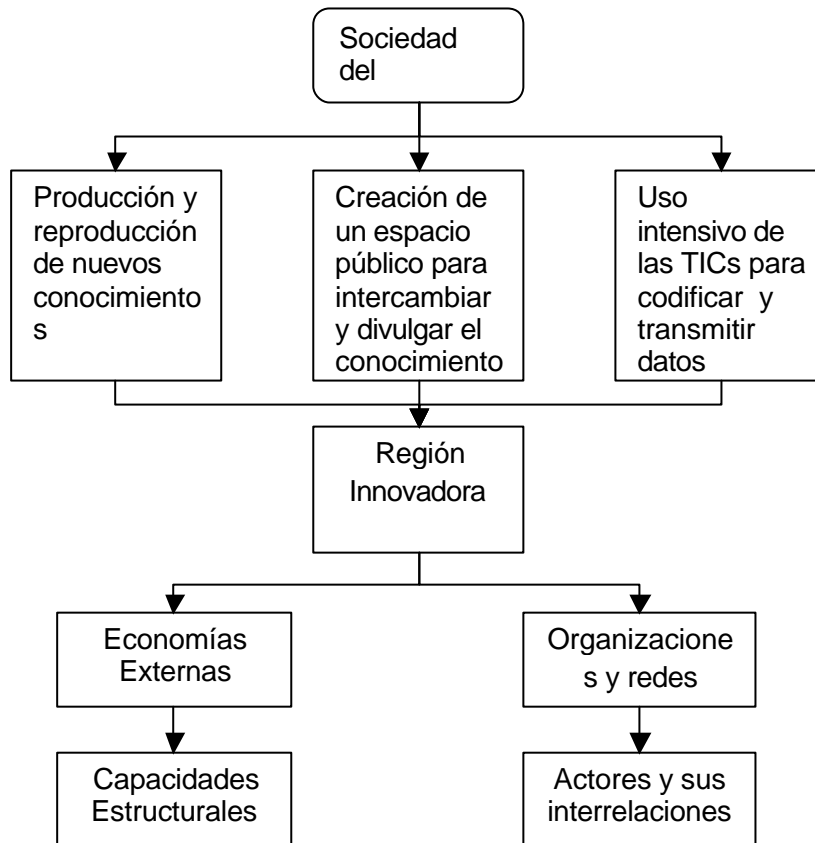 Sociedad
del
Producción y
reproducción
de nuevos
conocimiento
s
Creación de
un espacio
público para
intercambiar
y divulgar el
conocimiento
Uso
intensivo de
las TICs para
codificar y
transmitir
datos
Región
Innovadora
Economías
Externas
Organizacione
s y redes
Capacidades
Estructurales
Actores y sus
interrelaciones